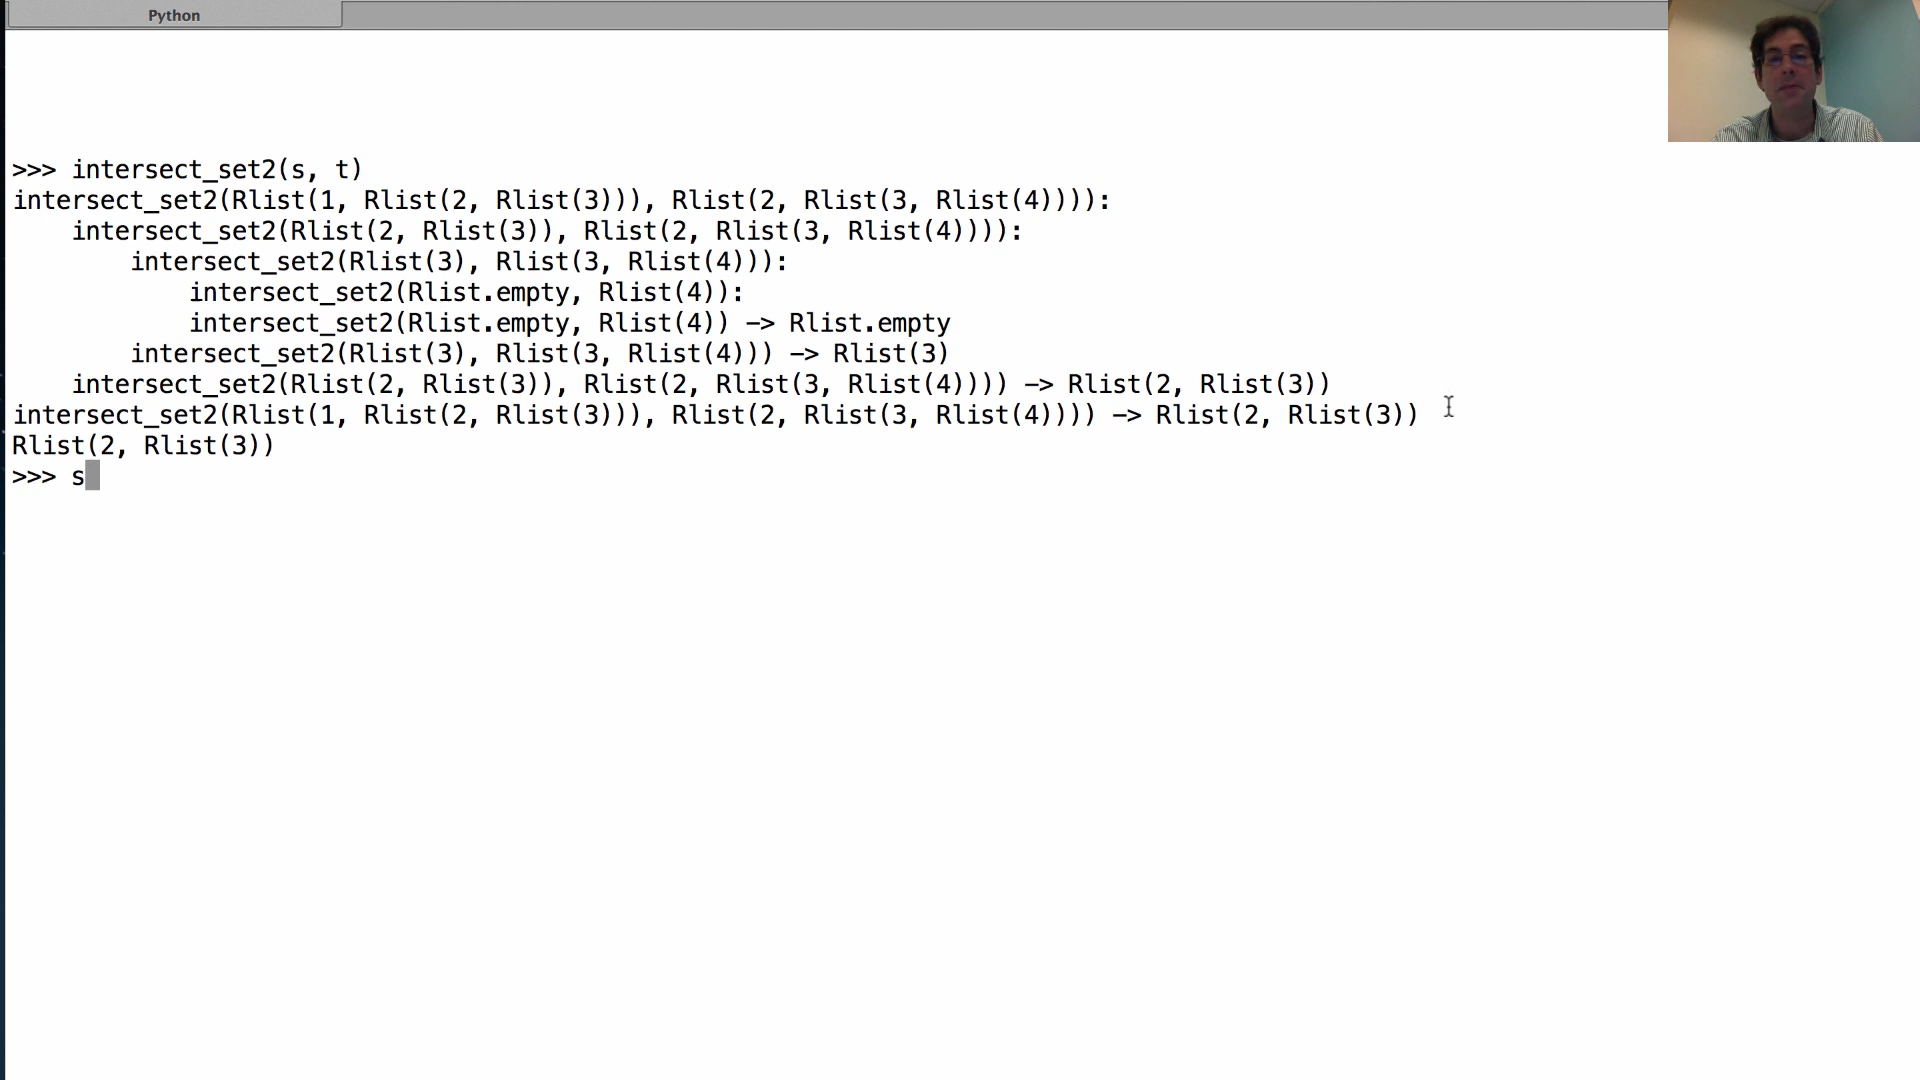 Python
>>> intersect_set2(s, t)
intersect_set2(Rlist(1, Rlist(2, Rlist(3))), Rlist(2, Rlist(3, Rlist(4)))):
    intersect_set2(Rlist(2, Rlist(3)), Rlist(2, Rlist(3, Rlist(4)))):
        intersect_set2(Rlist(3), Rlist(3, Rlist(4))):
            intersect_set2(Rlist.empty, Rlist(4)):
            intersect_set2(Rlist.empty, Rlist(4)) -> Rlist.empty
        intersect_set2(Rlist(3), Rlist(3, Rlist(4))) -> Rlist(3)
    intersect_set2(Rlist(2, Rlist(3)), Rlist(2, Rlist(3, Rlist(4)))) -> Rlist(2, Rlist(3))
intersect_set2(Rlist(1, Rlist(2, Rlist(3))), Rlist(2, Rlist(3, Rlist(4)))) -> Rlist(2, Rlist(3))
Rlist(2, Rlist(3))
>>> s